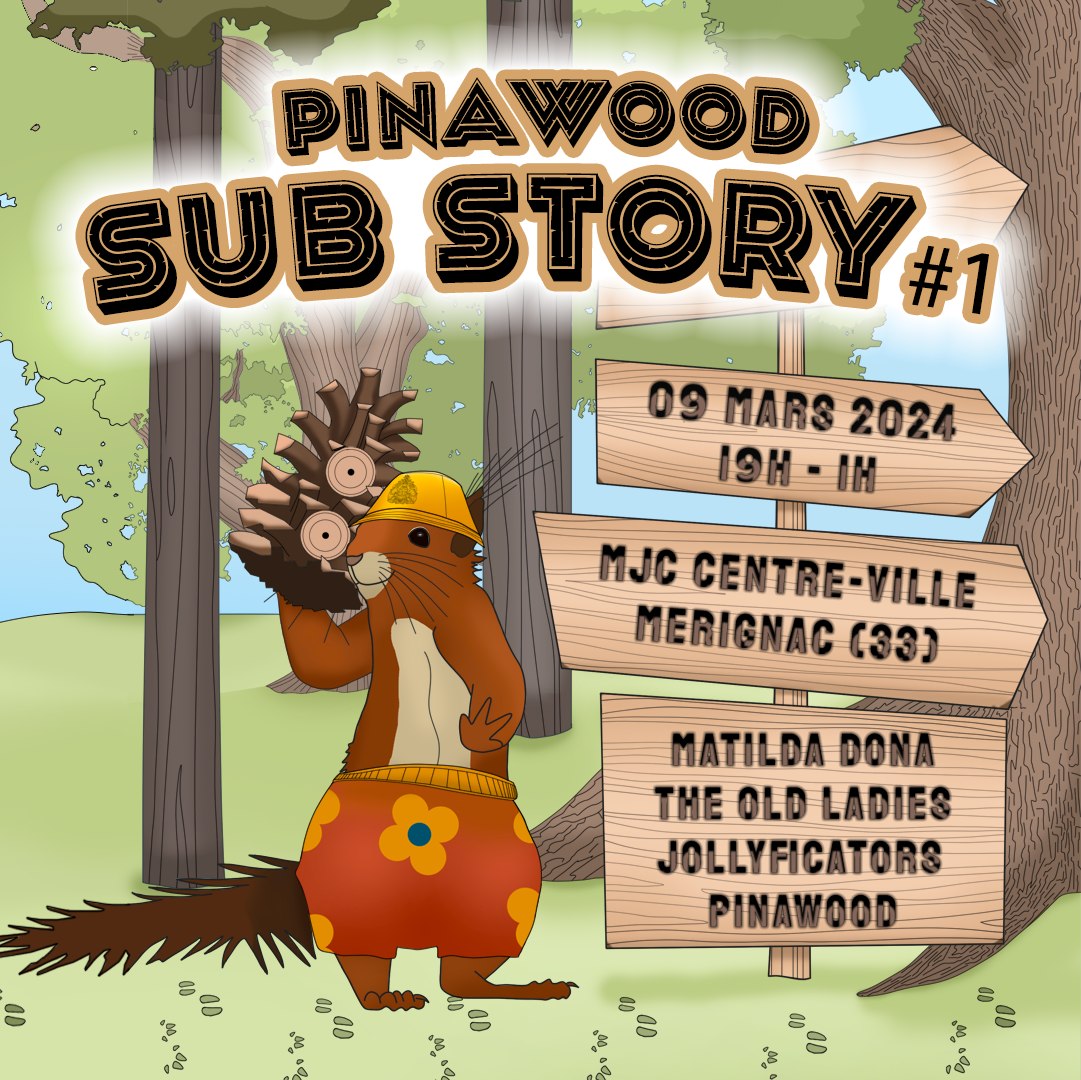 PINAWOOD
SUB STORY #1
09 MARS 2024
19H - 1H
MJC CENTRE-VILLE
MERIGNAC (33)
MATILDA DONA
THE OLD LADIES
JOLLYFICATORS
PINAWOOD